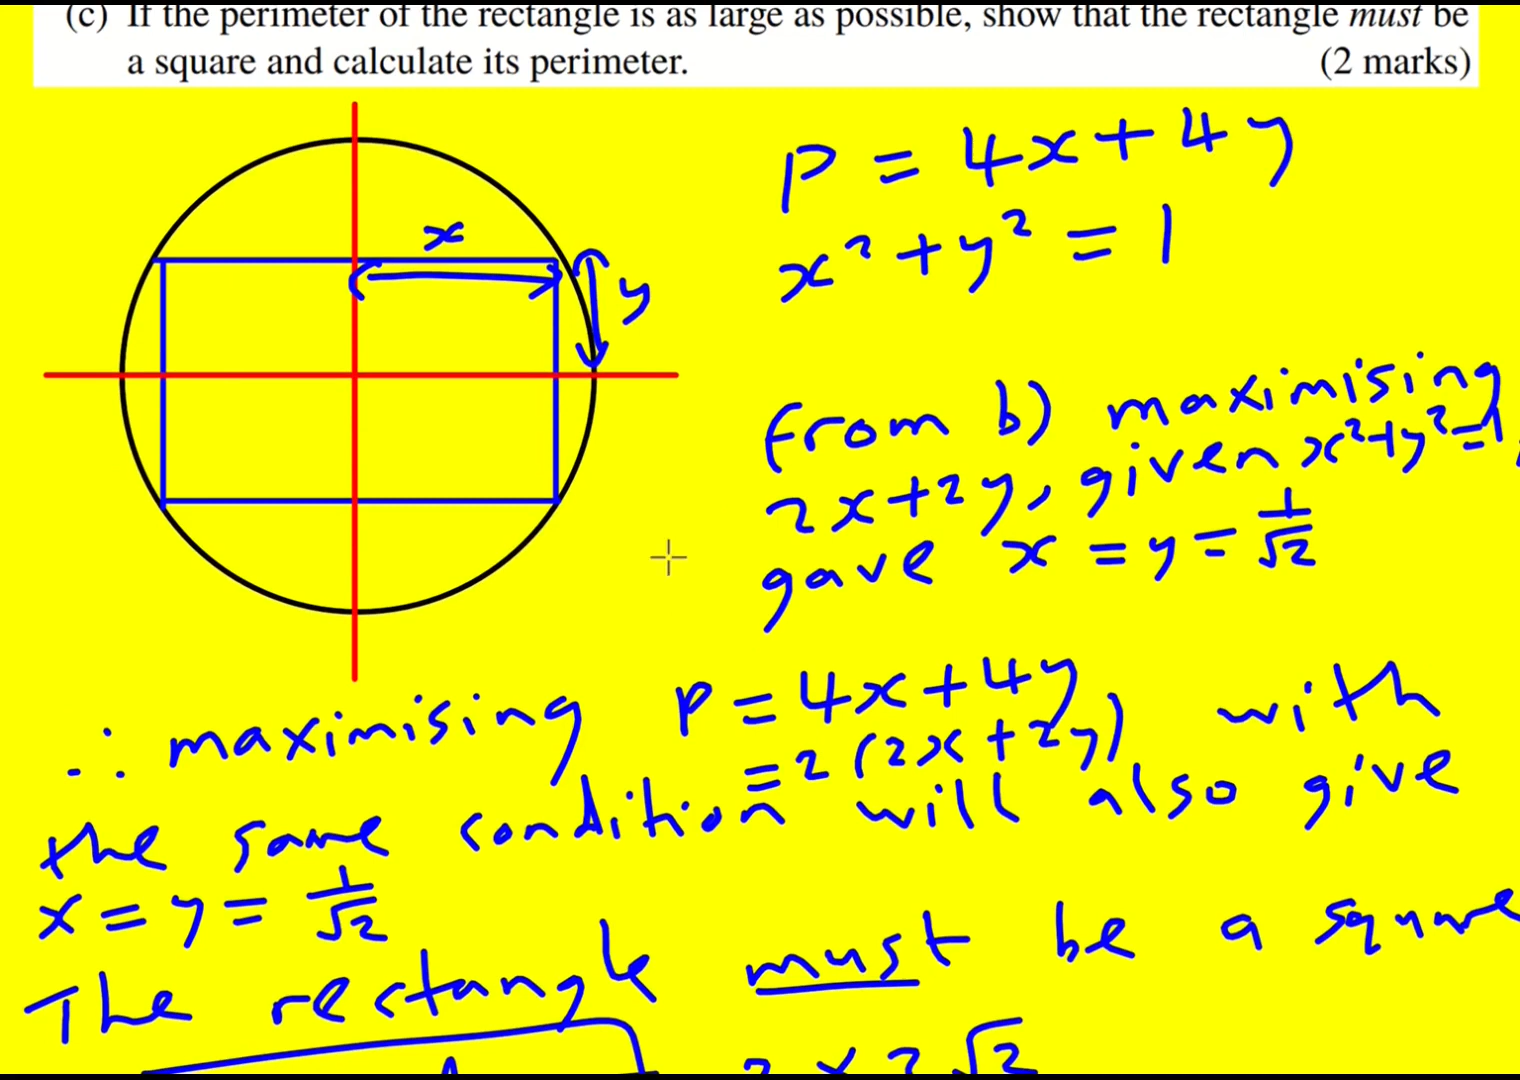 (c) If the perimeter of the rectangle is as large as possible, show that the rectangle must be
a square and calculate its perimeter. (2 marks)
P = 4x + 4y
x² + y² = 1
x
y
from b) maximising
2x + 2y, given x² + y² = 1,
gave x = y = 1/√2
∴ maximising P = 4x + 4y
= 2(2x + 2y) with
the same condition will also give
x = y = 1/√2
The rectangle must be a square
2 × 2√2